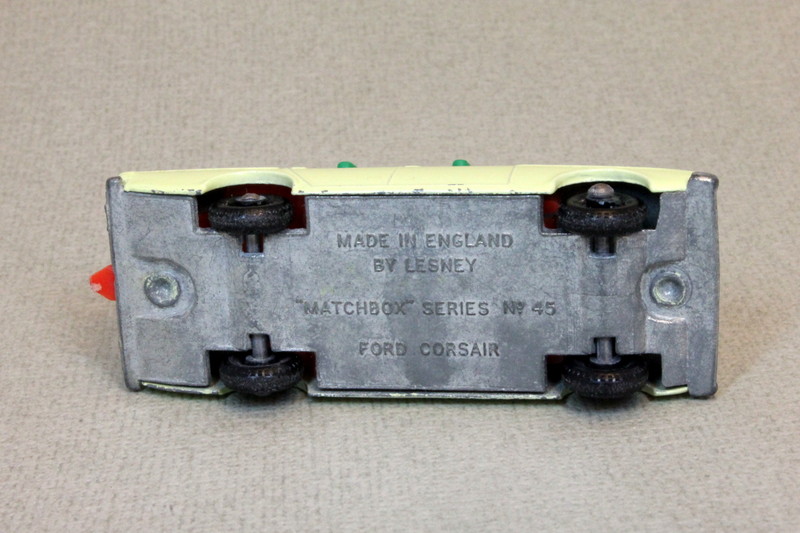 MADE IN ENGLAND
BY LESNEY
"MATCHBOX" SERIES Nº 45
FORD CORSAIR